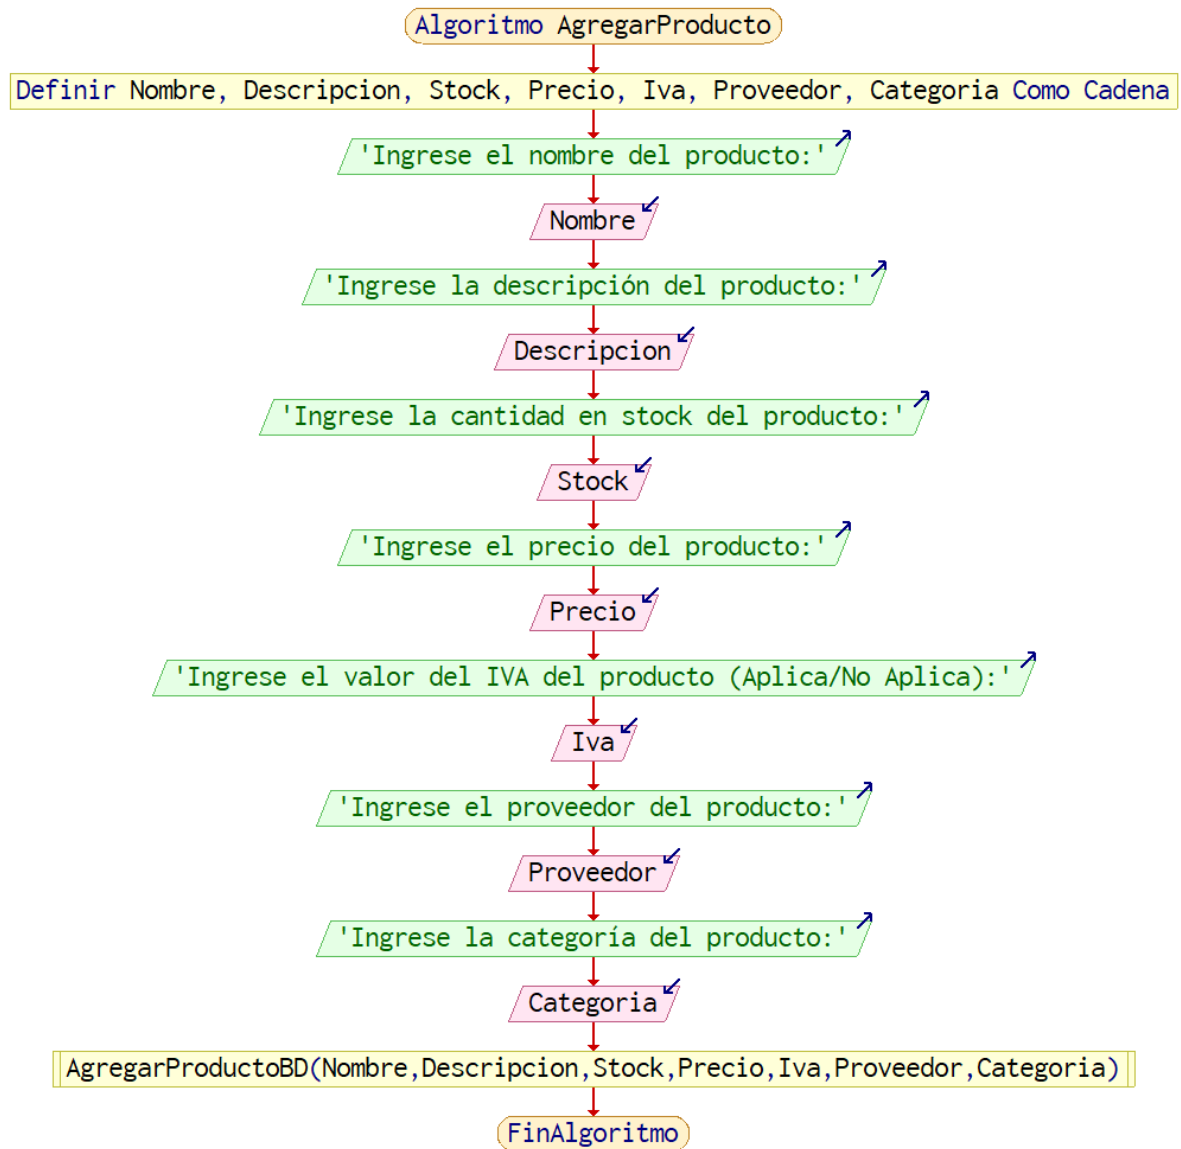 Algoritmo AgregarProducto
Definir Nombre, Descripcion, Stock, Precio, Iva, Proveedor, Categoria Como Cadena
'Ingrese el nombre del producto:'
Nombre
'Ingrese la descripción del producto:'
Descripcion
'Ingrese la cantidad en stock del producto:'
Stock
'Ingrese el precio del producto:'
Precio
'Ingrese el valor del IVA del producto (Aplica/No Aplica):'
Iva
'Ingrese el proveedor del producto:'
Proveedor
'Ingrese la categoría del producto:'
Categoria
AgregarProductoBD(Nombre,Descripcion,Stock,Precio,Iva,Proveedor,Categoria)
FinAlgoritmo